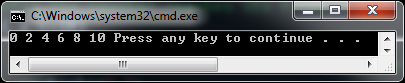 C:\Windows\system32\cmd.exe
0 2 4 6 8 10 Press any key to continue . . .